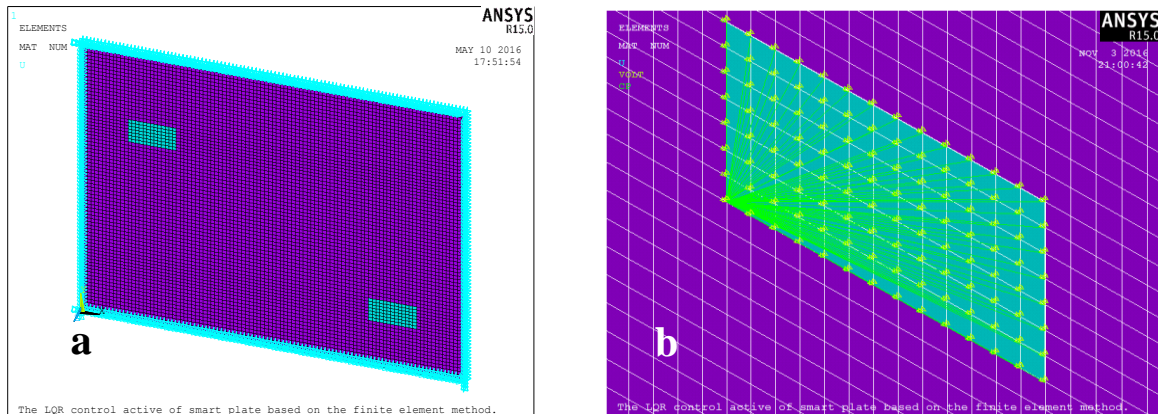 1
ELEMENTS
MAT NUM
U
ANSYS
R15.0
MAY 10 2016
17:51:54
a
The LQR control active of smart plate based on the finite element method.
ELEMENTS
MAT NUM
U
VOLT
CP
ANSYS
R15.0
NOV 3 2016
21:00:42
b
The LQR control active of smart plate based on the finite element method.